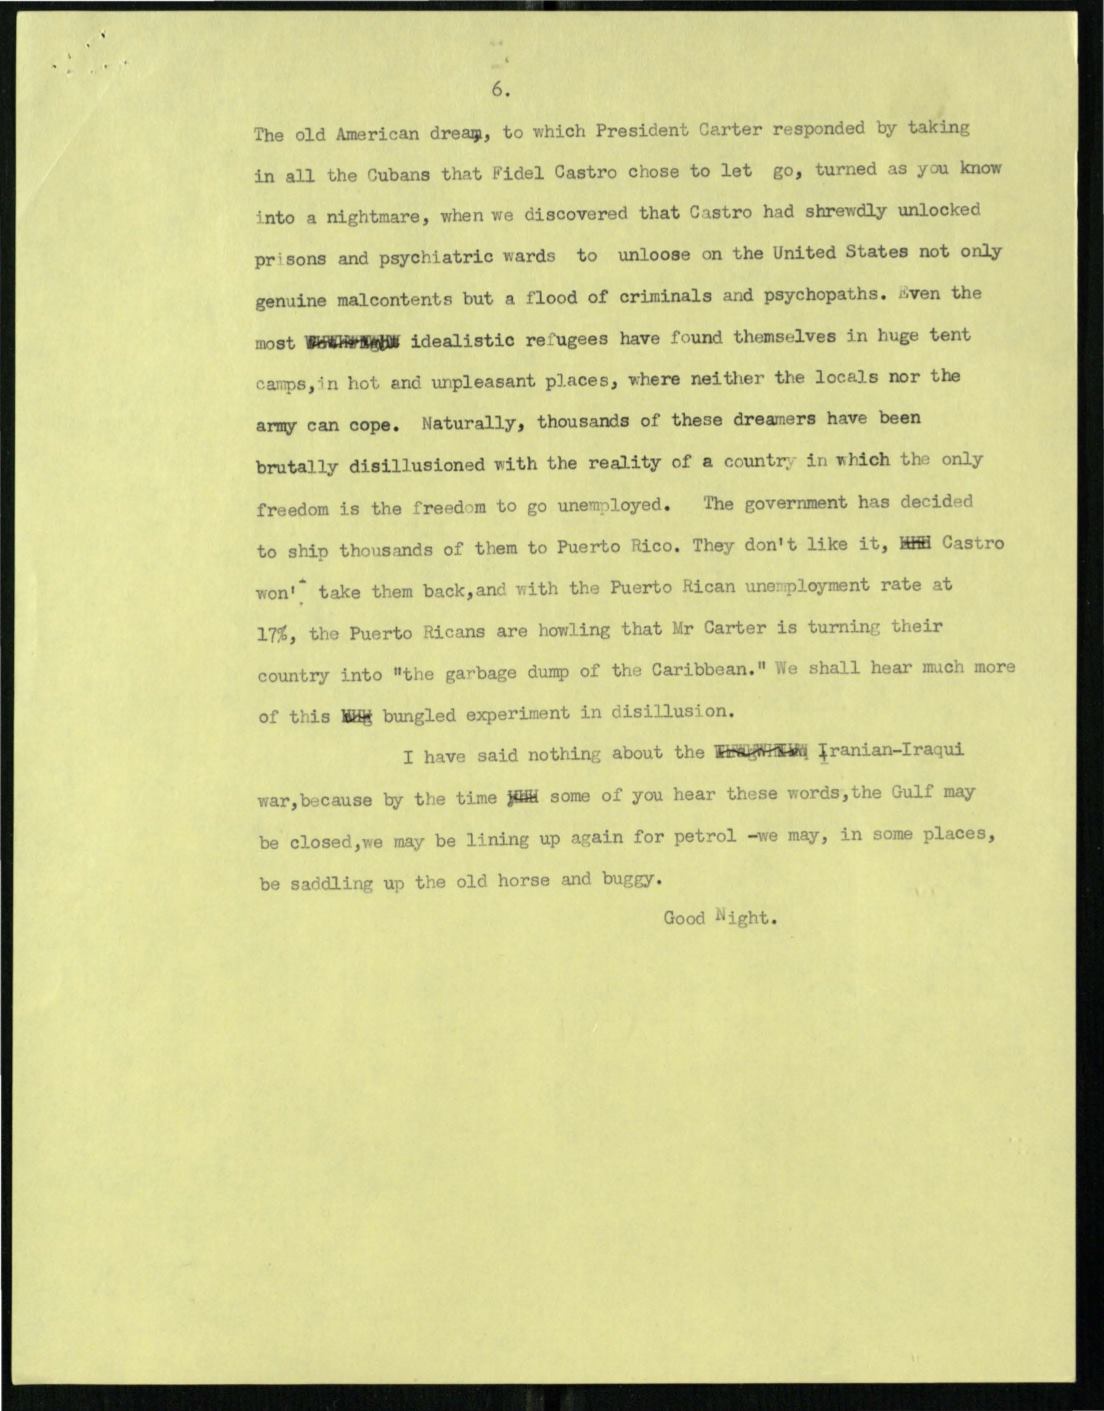 6.
The old American dream, to which President Carter responded by taking
in all the Cubans that Fidel Castro chose to let go, turned as you know
into a nightmare, when we discovered that Castro had shrewdly unlocked
prisons and psychiatric wards to unloose on the United States not only
genuine malcontents but a flood of criminals and psychopaths. Even the
most idealistic refugees have found themselves in huge tent
camps,in hot and unpleasant places, where neither the locals nor the
army can cope. Naturally, thousands of these dreamers have been
brutally disillusioned with the reality of a country in which the only
freedom is the freedom to go unemployed. The government has decided
to ship thousands of them to Puerto Rico. They don't like it, Castro
won't take them back,and with the Puerto Rican unemployment rate at
17%, the Puerto Ricans are howling that Mr Carter is turning their
country into "the garbage dump of the Caribbean." We shall hear much more
of this bungled experiment in disillusion.
I have said nothing about the Iranian-Iraqui
war,because by the time some of you hear these words,the Gulf may
be closed,we may be lining up again for petrol -we may, in some places,
be saddling up the old horse and buggy.
Good Night.